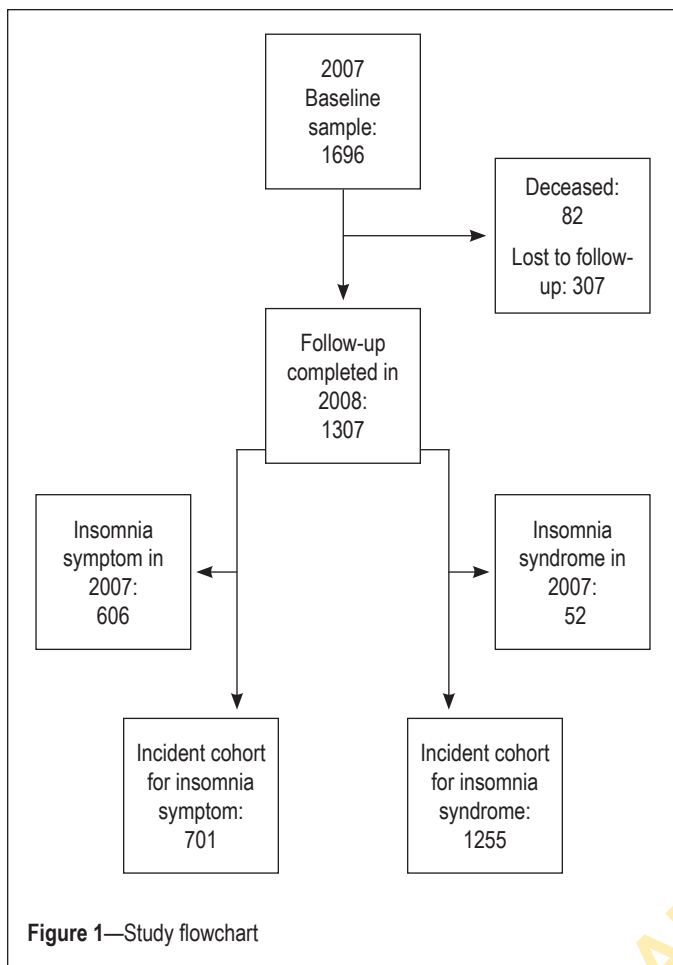 2007
Baseline
sample:
1696
Deceased:
82
Lost to follow-
up: 307
Follow-up
completed in
2008:
1307
Insomnia
symptom in
2007:
606
Insomnia
syndrome in
2007:
52
Incident cohort
for insomnia
symptom:
701
Incident cohort
for insomnia
syndrome:
1255
Figure 1—Study flowchart